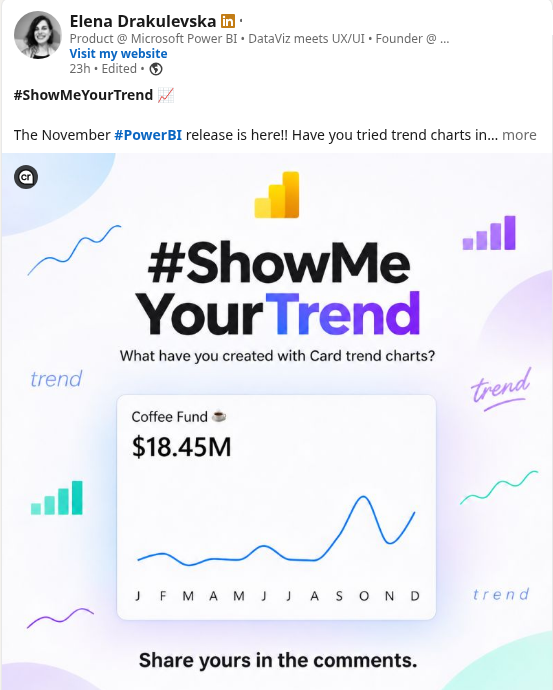 Elena Drakulevska in •
Product @ Microsoft Power BI • DataViz meets UX/UI • Founder @ ...
Visit my website
23h • Edited •
#ShowMeYourTrend 📈
The November #PowerBI release is here!! Have you tried trend charts in... more
cr
#ShowMe
YourTrend
What have you created with Card trend charts?
trend
trend
Coffee Fund ☕
$18.45M
J F M A M J J A S O N D
trend
Share yours in the comments.